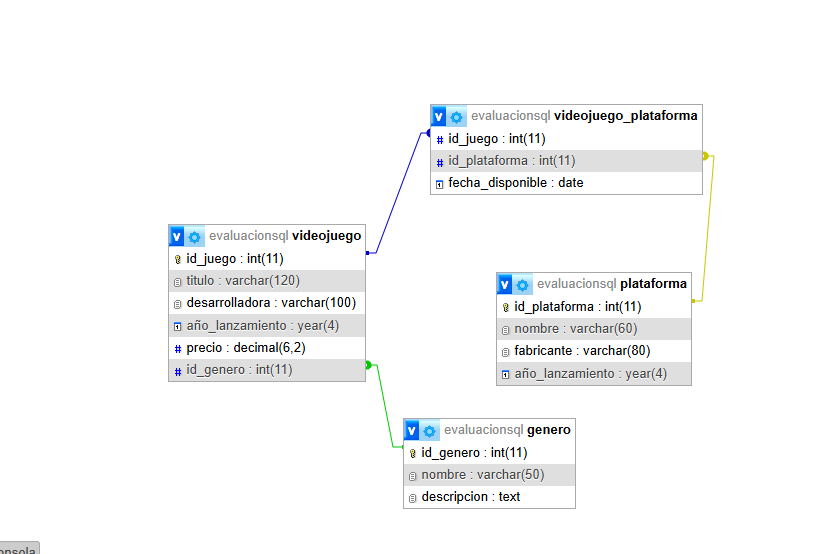 v evaluacionsql videojuego_plataforma
# id_juego : int(11)
# id_plataforma : int(11)
fecha_disponible : date
v evaluacionsql videojuego
id_juego : int(11)
titulo : varchar(120)
desarrolladora : varchar(100)
año_lanzamiento : year(4)
# precio : decimal(6,2)
# id_genero : int(11)
v evaluacionsql plataforma
id_plataforma : int(11)
nombre : varchar(60)
fabricante : varchar(80)
año_lanzamiento : year(4)
v evaluacionsql genero
id_genero : int(11)
nombre : varchar(50)
descripcion : text
onsola